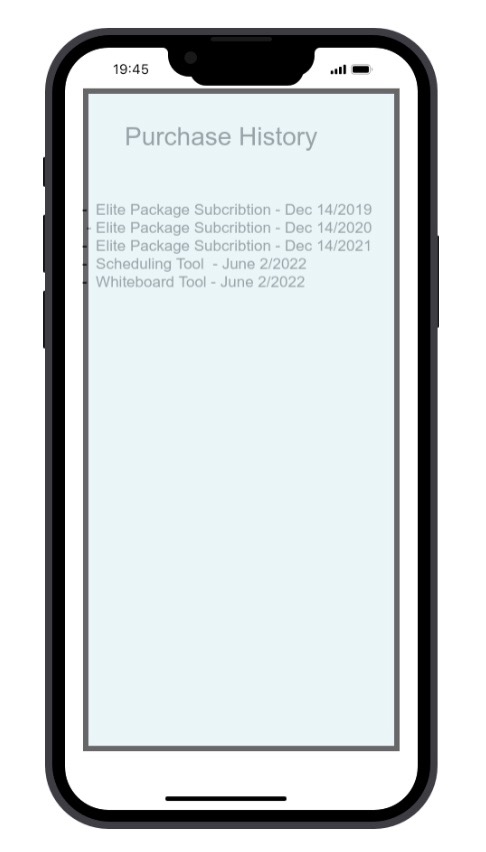 19:45
Purchase History
- Elite Package Subcribtion - Dec 14/2019
- Elite Package Subcribtion - Dec 14/2020
- Elite Package Subcribtion - Dec 14/2021
- Scheduling Tool  - June 2/2022
- Whiteboard Tool - June 2/2022